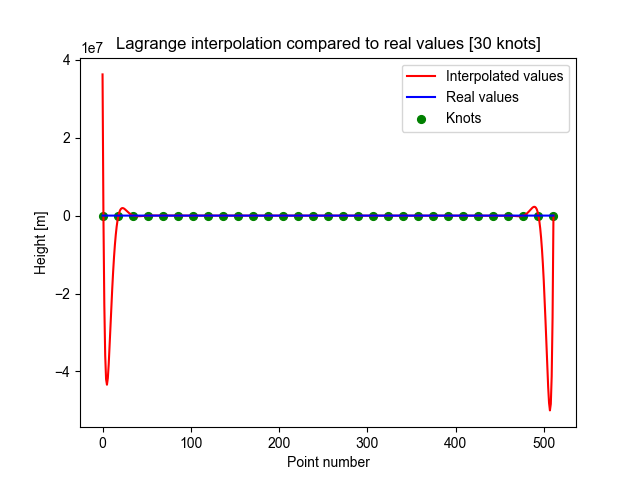 Lagrange interpolation compared to real values [30 knots]
1e7
Interpolated values
Real values
Knots
4
2
0
−2
−4
Height [m]
0 100 200 300 400 500
Point number